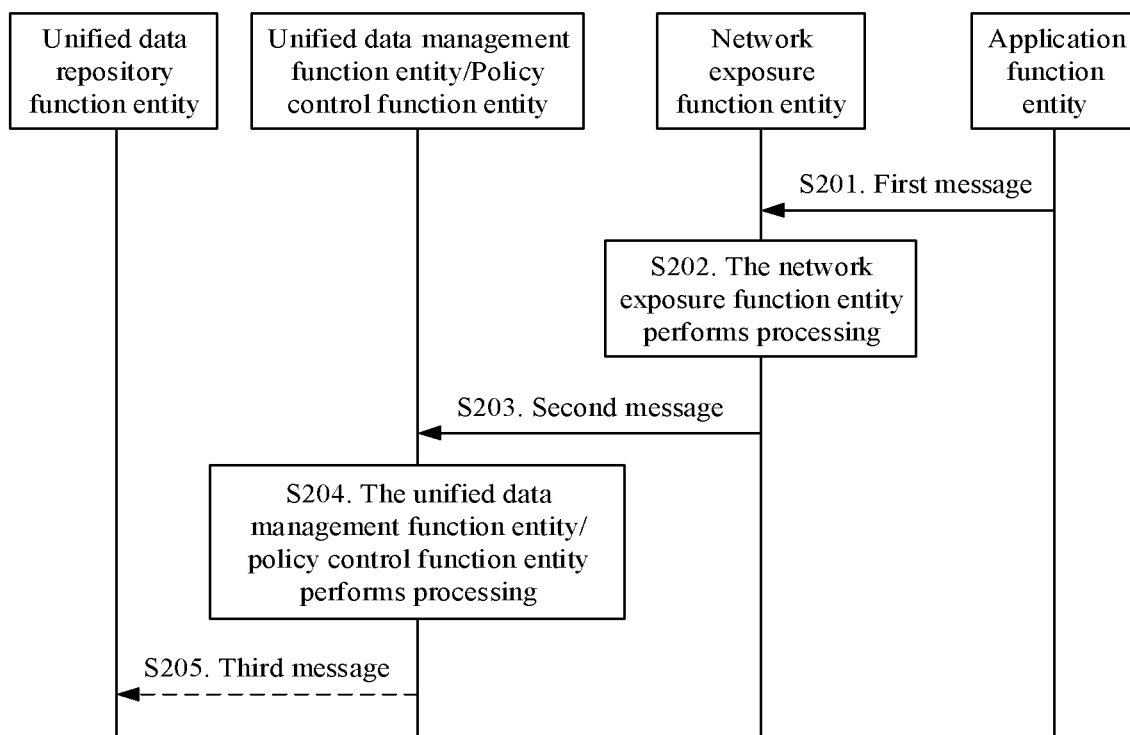 Unified data
repository
function entity
Unified data management
function entity/Policy
control function entity
Network
exposure
function entity
Application
function
entity
S201. First message
S202. The network
exposure function entity
performs processing
S203. Second message
S204. The unified data
management function entity/
policy control function entity
performs processing
S205. Third message